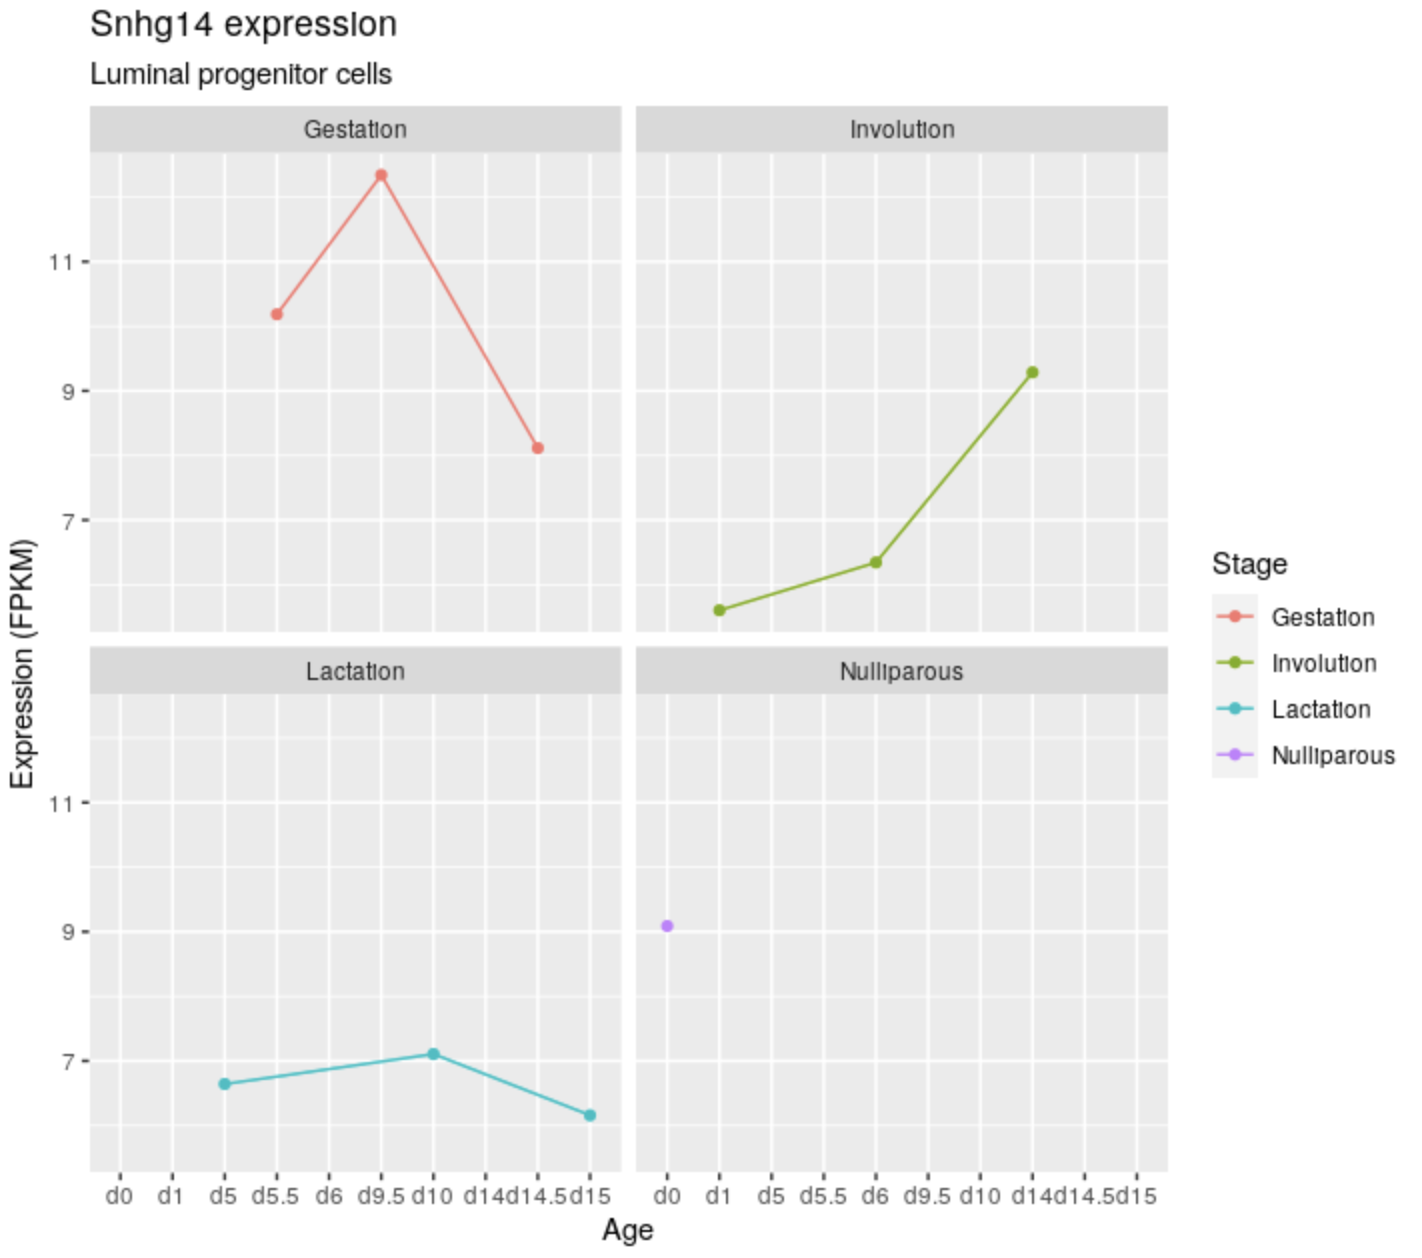 Snhg14 expression
Luminal progenitor cells
Gestation
Involution
11
9
7
Lactation
Nulliparous
11
9
7
Expression (FPKM)
d0 d1 d5 d5.5 d6 d9.5 d10 d14 d14.5 d15
d0 d1 d5 d5.5 d6 d9.5 d10 d14 d14.5 d15
Age
Stage
Gestation
Involution
Lactation
Nulliparous